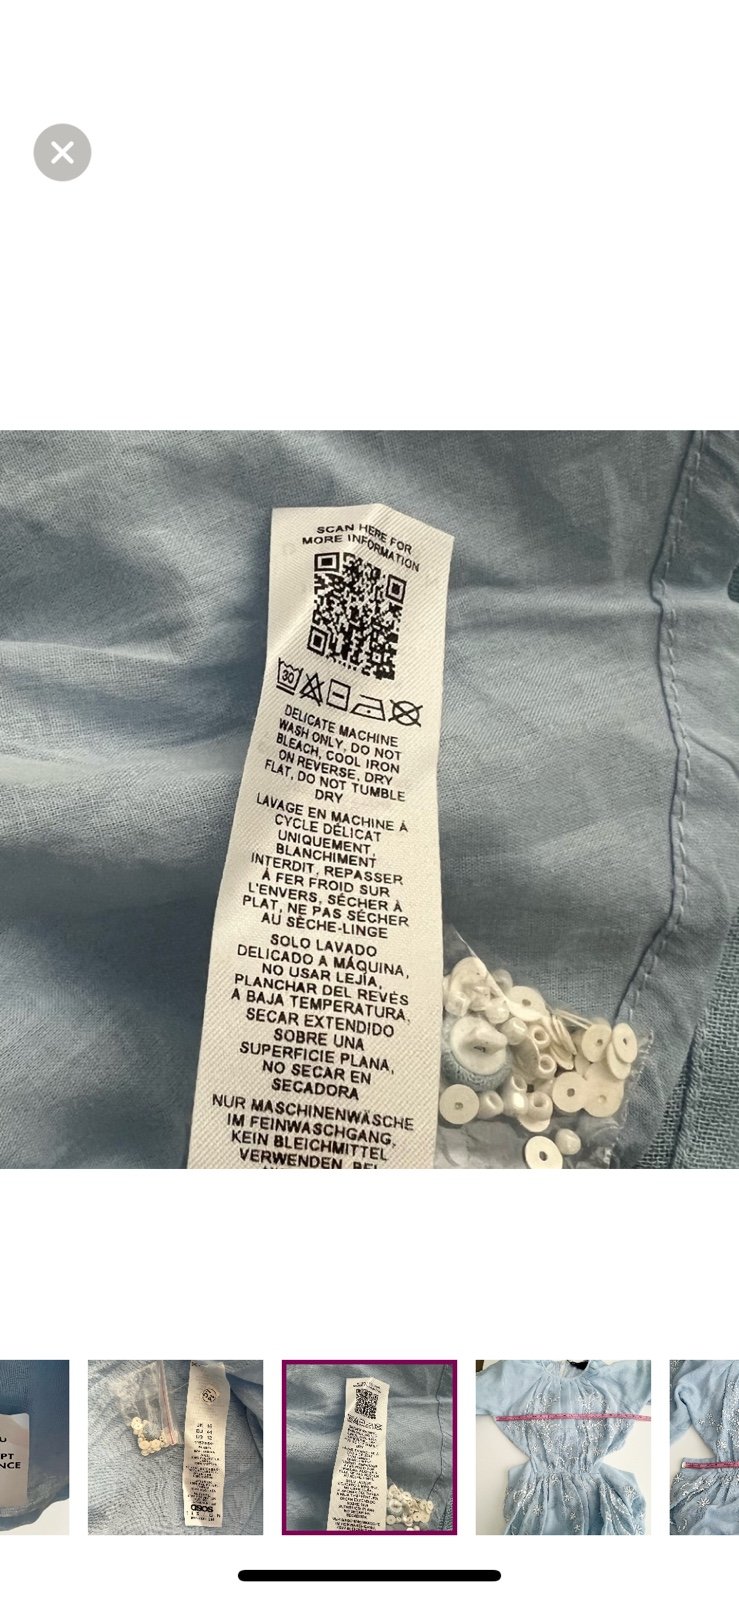 SCAN HERE FOR
MORE INFORMATION
30
DELICATE MACHINE
WASH ONLY, DO NOT
BLEACH, COOL IRON
ON REVERSE, DRY
FLAT, DO NOT TUMBLE
DRY
LAVAGE EN MACHINE À
CYCLE DÉLICAT
UNIQUEMENT,
BLANCHIMENT
INTERDIT, REPASSER
À FER FROID SUR
L'ENVERS, SÉCHER À
PLAT, NE PAS SÉCHER
AU SÈCHE-LINGE
SOLO LAVADO
DELICADO A MÁQUINA,
NO USAR LEJÍA,
PLANCHAR DEL REVÉS
A BAJA TEMPERATURA,
SECAR EXTENDIDO
SOBRE UNA
SUPERFICIE PLANA,
NO SECAR EN
SECADORA
NUR MASCHINENWÄSCHE
IM FEINWASCHGANG,
KEIN BLEICHMITTEL
VERWENDEN, BEI